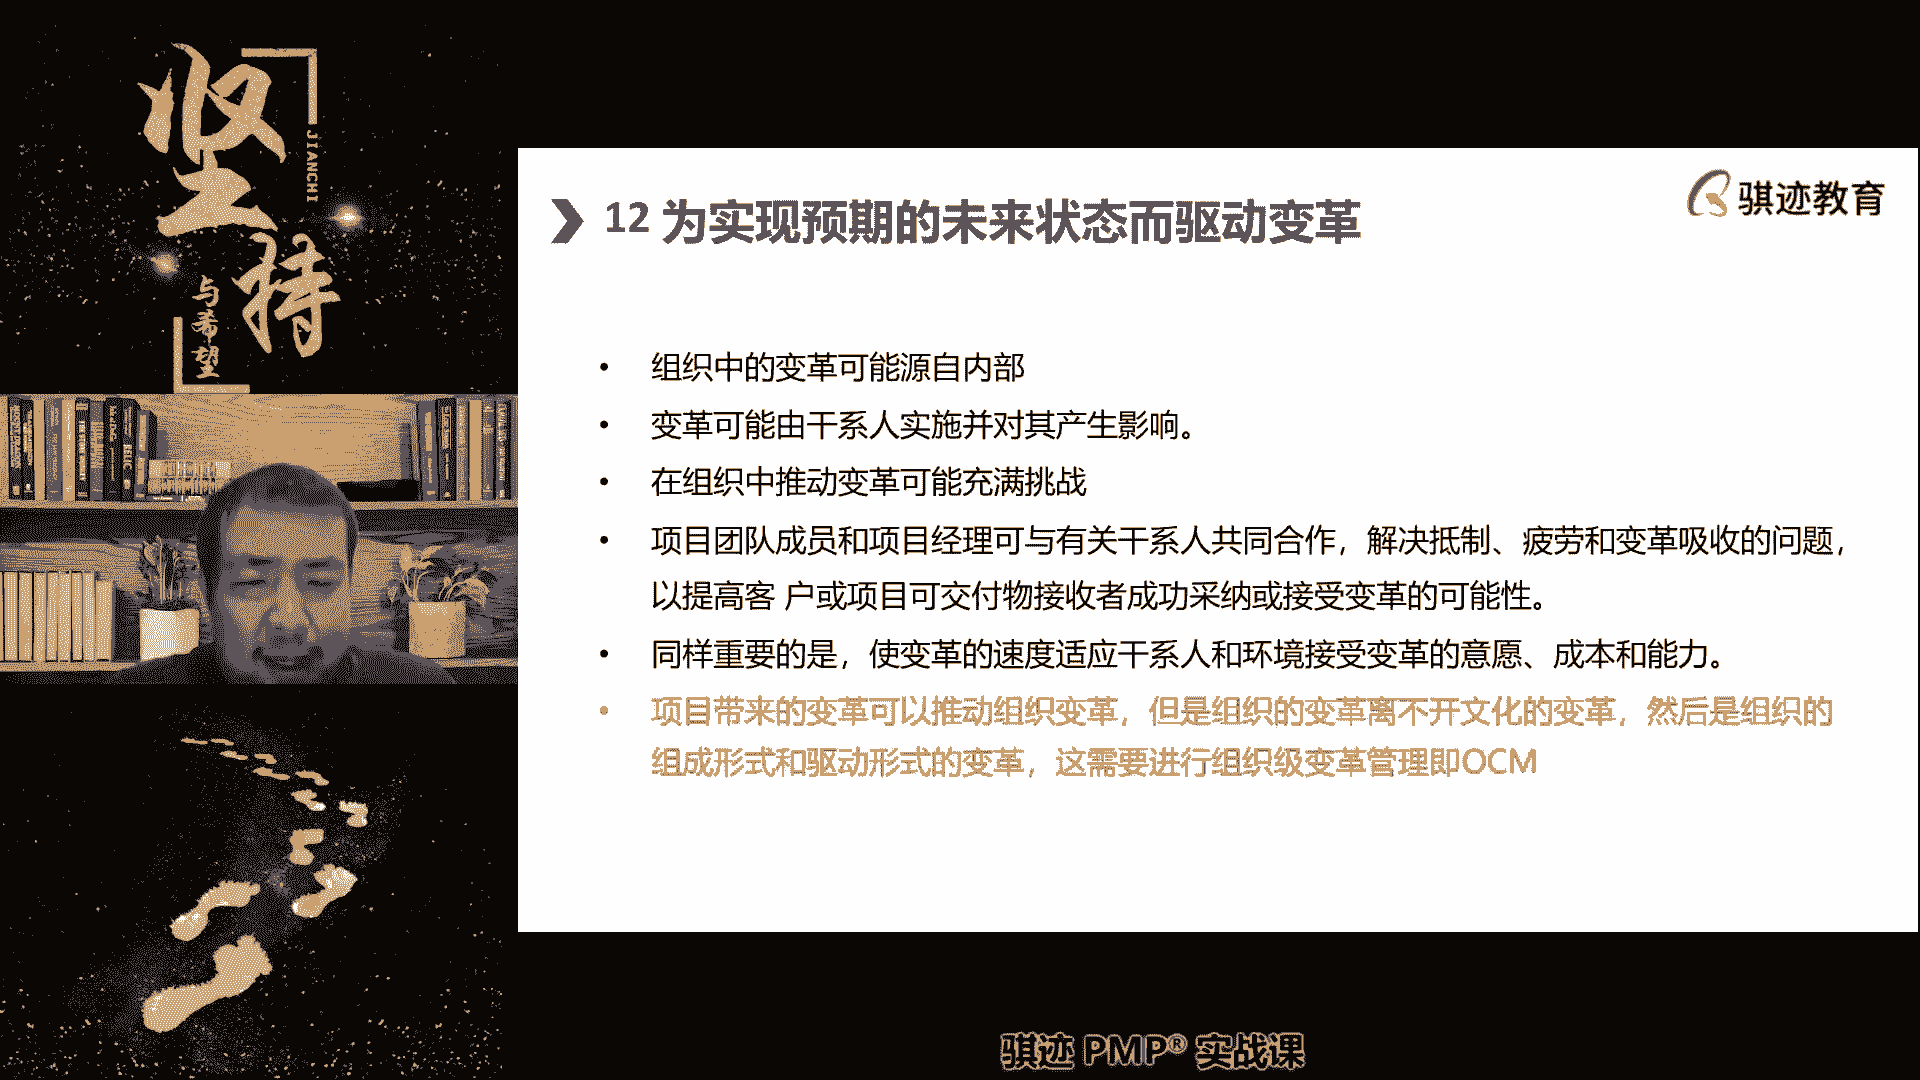 坚持
JIANCHI
与希望
骐迹教育
12 为实现预期的未来状态而驱动变革
• 组织中的变革可能源自内部
• 变革可能由干系人实施并对其产生影响。
• 在组织中推动变革可能充满挑战
• 项目团队成员和项目经理可与有关干系人共同合作，解决抵制、疲劳和变革吸收的问题，
以提高客 户或项目可交付物接收者成功采纳或接受变革的可能性。
• 同样重要的是，使变革的速度适应干系人和环境接受变革的意愿、成本和能力。
• 项目带来的变革可以推动组织变革，但是组织的变革离不开文化的变革，然后是组织的
组成形式和驱动形式的变革，这需要进行组织级变革管理即OCM
骐迹 PMP® 实战课